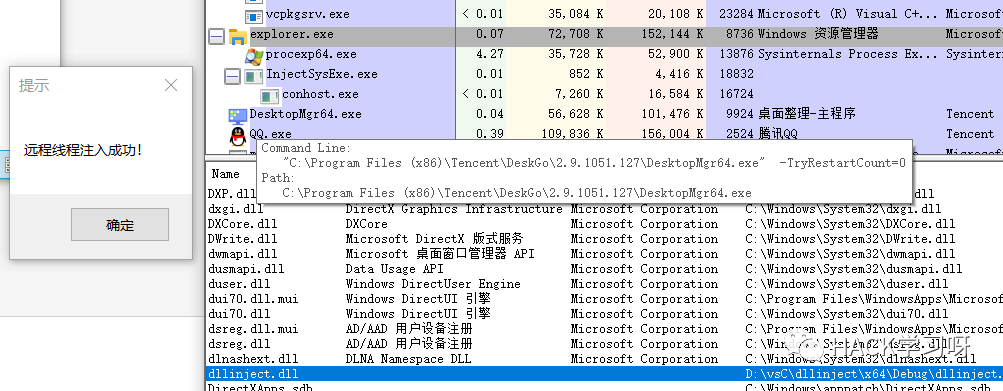 提示
远程线程注入成功!
确定
vcpkgsrv.exe < 0.01 35,084 K 20,108 K 23284 Microsoft (R) Visual C+... Microsoft
explorer.exe 0.07 72,708 K 152,144 K 8736 Windows 资源管理器 Microsoft
procexp64.exe 4.27 35,728 K 52,900 K 13876 Sysinternals Process Ex... Sysintern
InjectSysExe.exe 0.01 852 K 4,416 K 18832
conhost.exe < 0.01 7,260 K 16,584 K 16724
DesktopMgr64.exe 0.04 56,628 K 101,476 K 9924 桌面整理-主程序 Tencent
QQ.exe 0.39 109,836 K 156,004 K 2524 腾讯QQ Tencent
Command Line:
"C:\Program Files (x86)\Tencent\DeskGo\2.9.1051.127\DesktopMgr64.exe" -TryRestartCount=0
Path:
C:\Program Files (x86)\Tencent\DeskGo\2.9.1051.127\DesktopMgr64.exe
Name
DXP.dll
dxgi.dll DirectX Graphics Infrastructure Microsoft Corporation C:\Windows\System32\dxgi.dll
DXCore.dll DXCore Microsoft Corporation C:\Windows\System32\DXCore.dll
DWrite.dll Microsoft DirectX 版式服务 Microsoft Corporation C:\Windows\System32\DWrite.dll
dwmapi.dll Microsoft 桌面窗口管理器 API Microsoft Corporation C:\Windows\System32\dwmapi.dll
dusmapi.dll Data Usage API Microsoft Corporation C:\Windows\System32\dusmapi.dll
duser.dll Windows DirectUser Engine Microsoft Corporation C:\Windows\System32\duser.dll
dui70.dll.mui Windows DirectUI 引擎 Microsoft Corporation C:\Program Files\WindowsApps\Microsof
dui70.dll Windows DirectUI 引擎 Microsoft Corporation C:\Windows\System32\dui70.dll
dsreg.dll.mui AD/AAD 用户设备注册 Microsoft Corporation C:\Program Files\WindowsApps\Microsof
dsreg.dll AD/AAD 用户设备注册 Microsoft Corporation C:\Windows\System32\dsreg.dll
dlnashext.dll DLNA Namespace DLL Microsoft Corporation C:\Windows\System32\dlnashext.dll
dllinject.dll D:\vsC\dllinject\x64\Debug\dllinject.
DirectXApps.sdb C:\Windows\apppatch\DirectXApps.sdb
HACK学习呀